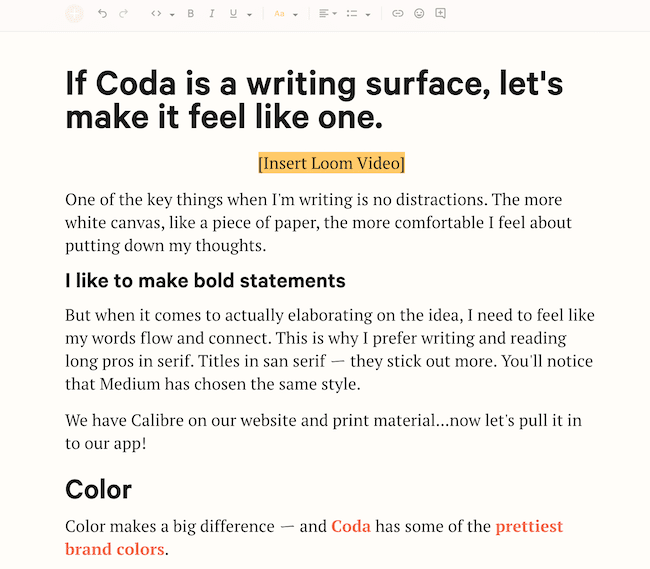 B I U Aa
If Coda is a writing surface, let's
make it feel like one.
[Insert Loom Video]
One of the key things when I'm writing is no distractions. The more
white canvas, like a piece of paper, the more comfortable I feel about
putting down my thoughts.
I like to make bold statements
But when it comes to actually elaborating on the idea, I need to feel like
my words flow and connect. This is why I prefer writing and reading
long pros in serif. Titles in san serif — they stick out more. You'll notice
that Medium has chosen the same style.
We have Calibre on our website and print material...now let's pull it in
to our app!
Color
Color makes a big difference — and Coda has some of the prettiest
brand colors.